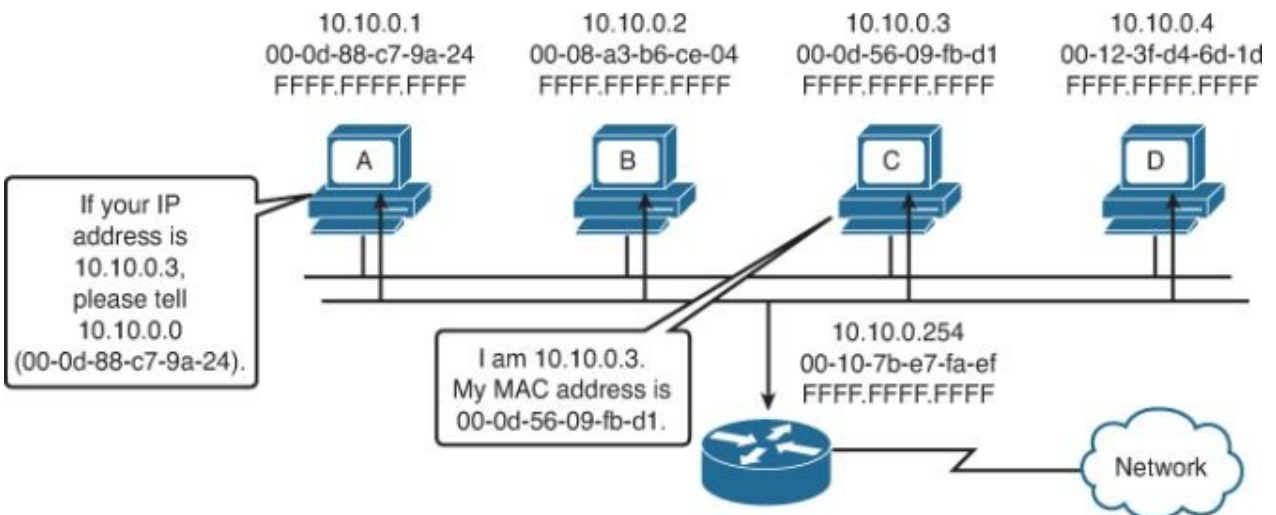 10.10.0.1
00-0d-88-c7-9a-24
FFFF.FFFF.FFFF
10.10.0.2
00-08-a3-b6-ce-04
FFFF.FFFF.FFFF
10.10.0.3
00-0d-56-09-fb-d1
FFFF.FFFF.FFFF
10.10.0.4
00-12-3f-d4-6d-1d
FFFF.FFFF.FFFF
A
B
C
D
If your IP
address is
10.10.0.3,
please tell
10.10.0.0
(00-0d-88-c7-9a-24).
I am 10.10.0.3.
My MAC address is
00-0d-56-09-fb-d1.
10.10.0.254
00-10-7b-e7-fa-ef
FFFF.FFFF.FFFF
Network